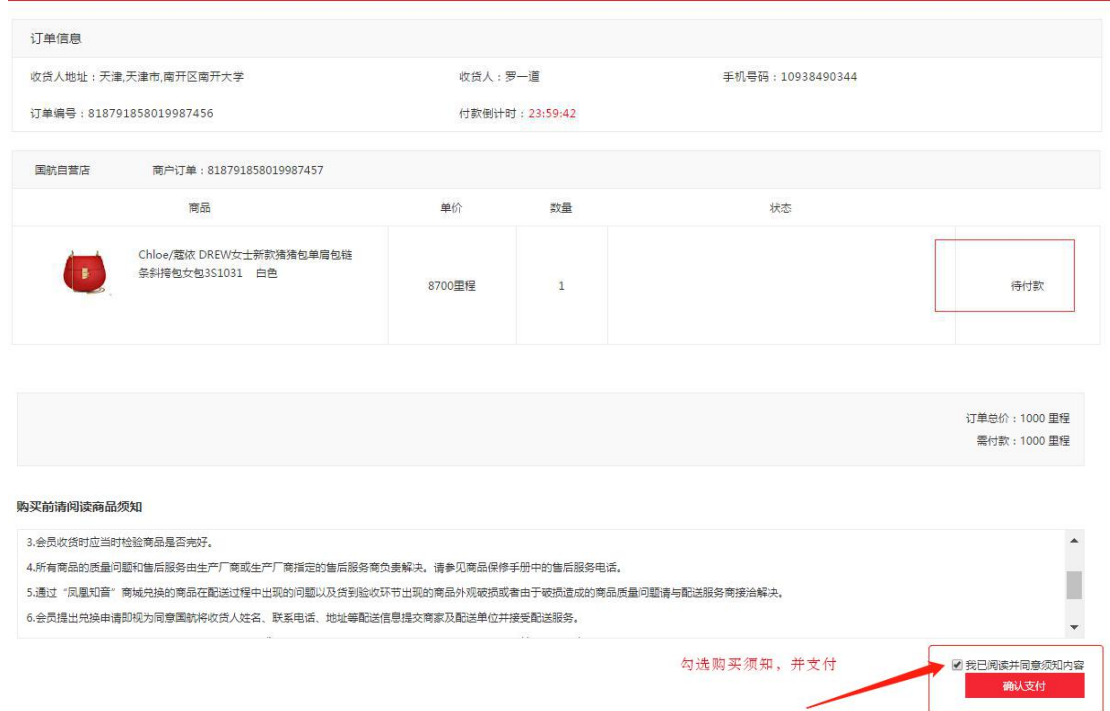 订单信息
收货人地址：天津,天津市,南开区南开大学 收货人：罗一道 手机号码：10938490344
订单编号：818791858019987456 付款倒计时：23:59:42
国航自营店 商户订单：818791858019987457
商品 单价 数量 状态
Chloe/蔻依 DREW女士新款猪猪包单肩包链
条斜挎包女包3S1031 白色
8700里程 1 待付款
订单总价：1000 里程
需付款：1000 里程
购买前请阅读商品须知
3.会员收货时应当时检验商品是否完好。
4.所有商品的质量问题和售后服务由生产厂商或生产厂商指定的售后服务商负责解决。请参见商品保修手册中的售后服务电话。
5.通过“凤凰知音”商城兑换的商品在配送过程中出现的问题以及货到验收环节出现的商品外观破损或者由于破损造成的商品质量问题请与配送服务商接洽解决。
6.会员提出兑换申请即视为同意国航将收货人姓名、联系电话、地址等配送信息提交商家及配送单位并接受配送服务。
勾选购买须知，并支付
我已阅读并同意须知内容
确认支付